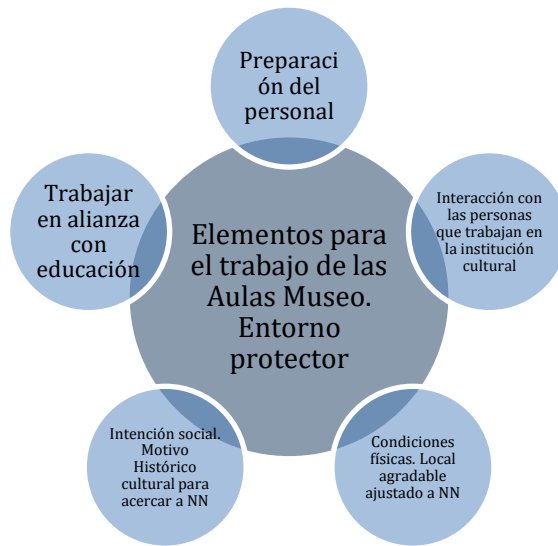 Preparaci
ón del
personal
Trabajar
en alianza
con
educación
Interacción con
las personas
que trabajan en
la institución
cultural
Elementos para
el trabajo de las
Aulas Museo.
Entorno
protector
Intención social.
Motivo
Histórico
cultural para
acercar a NN
Condiciones
físicas. Local
agradable
ajustado a NN